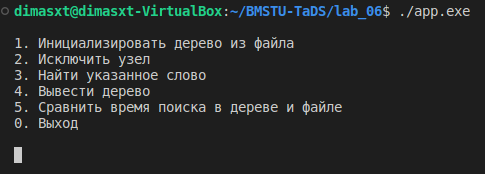 dimasxt@dimasxt-VirtualBox:~/BMSTU-TaDS/lab_06$ ./app.exe
1. Инициализировать дерево из файла
2. Исключить узел
3. Найти указанное слово
4. Вывести дерево
5. Сравнить время поиска в дереве и файле
0. Выход